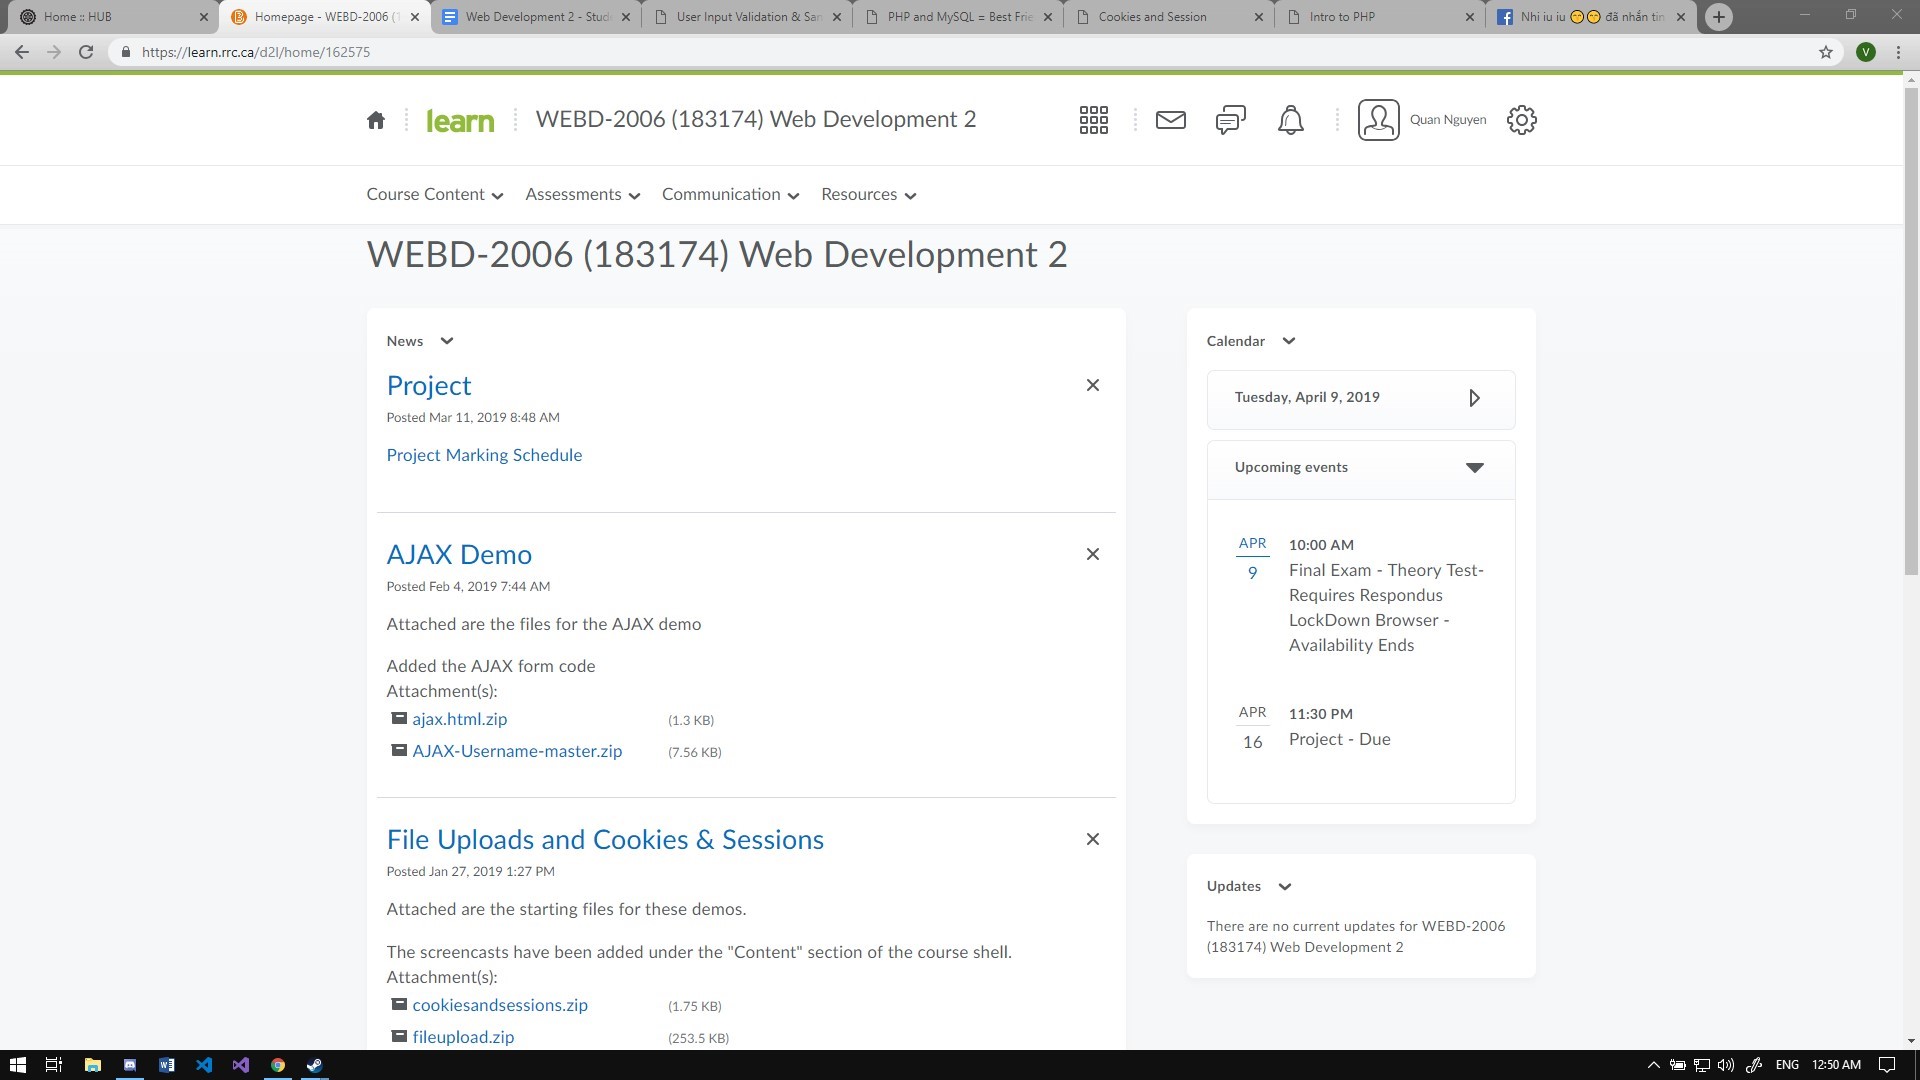 Home :: HUB
Homepage - WEBD-2006 (1
Web Development 2 - Stud
User Input Validation & San
PHP and MySQL = Best Frie
Cookies and Session
Intro to PHP
Nhi iu iu 😁😁 đã nhắn tin
https://learn.rrc.ca/d2l/home/162575
V
learn
WEBD-2006 (183174) Web Development 2
Quan Nguyen
Course Content
Assessments
Communication
Resources
WEBD-2006 (183174) Web Development 2
News
Project
Posted Mar 11, 2019 8:48 AM
Project Marking Schedule
AJAX Demo
Posted Feb 4, 2019 7:44 AM
Attached are the files for the AJAX demo
Added the AJAX form code
Attachment(s):
ajax.html.zip (1.3 KB)
AJAX-Username-master.zip (7.56 KB)
File Uploads and Cookies & Sessions
Posted Jan 27, 2019 1:27 PM
Attached are the starting files for these demos.
The screencasts have been added under the "Content" section of the course shell.
Attachment(s):
cookiesandsessions.zip (1.75 KB)
fileupload.zip (253.5 KB)
Calendar
Tuesday, April 9, 2019
Upcoming events
APR
9
10:00 AM
Final Exam - Theory Test-
Requires Respondus
LockDown Browser -
Availability Ends
APR
16
11:30 PM
Project - Due
Updates
There are no current updates for WEBD-2006
(183174) Web Development 2
ENG
12:50 AM